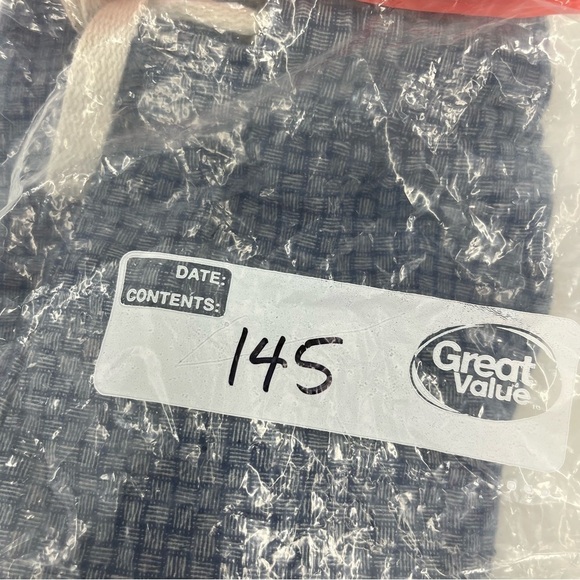 DATE:
CONTENTS:
145
Great
Value